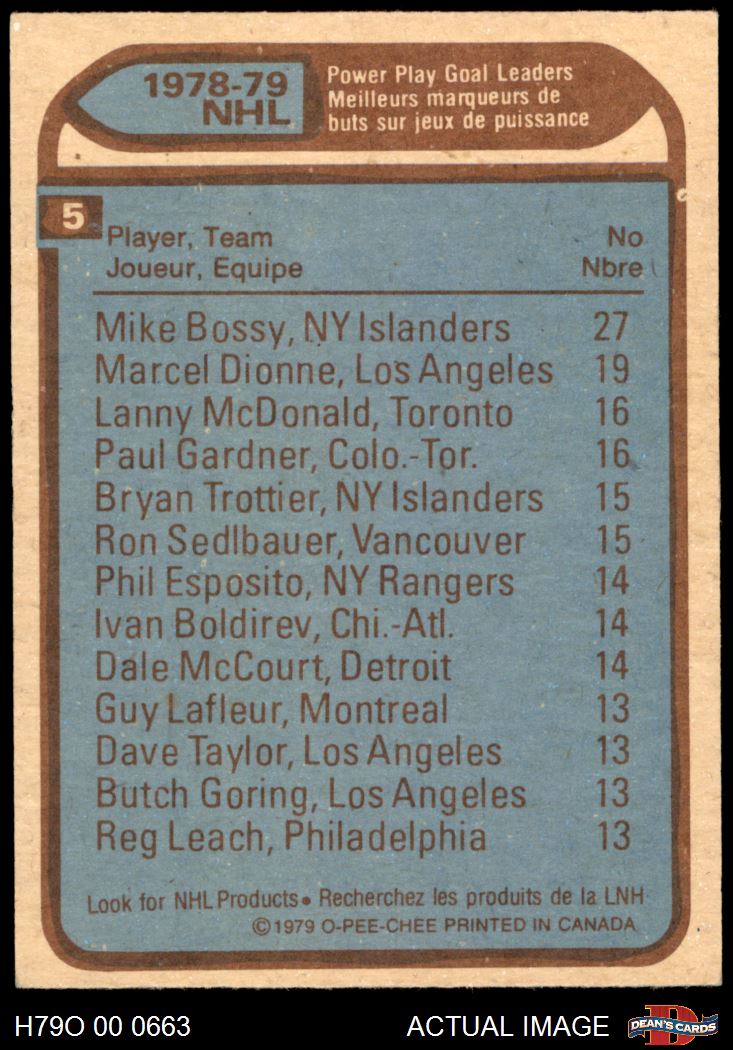 1978-79
NHL
Power Play Goal Leaders
Meilleurs marqueurs de
buts sur jeux de puissance
5
Player, Team No
Joueur, Equipe Nbre
Mike Bossy, NY Islanders 27
Marcel Dionne, Los Angeles 19
Lanny McDonald, Toronto 16
Paul Gardner, Colo.-Tor. 16
Bryan Trottier, NY Islanders 15
Ron Sedlbauer, Vancouver 15
Phil Esposito, NY Rangers 14
Ivan Boldirev, Chi.-Atl. 14
Dale McCourt, Detroit 14
Guy Lafleur, Montreal 13
Dave Taylor, Los Angeles 13
Butch Goring, Los Angeles 13
Reg Leach, Philadelphia 13
Look for NHL Products• Recherchez les produits de la LNH
©1979 O-PEE-CHEE PRINTED IN CANADA
H79O 00 0663 ACTUAL IMAGE D DEAN'S CARDS